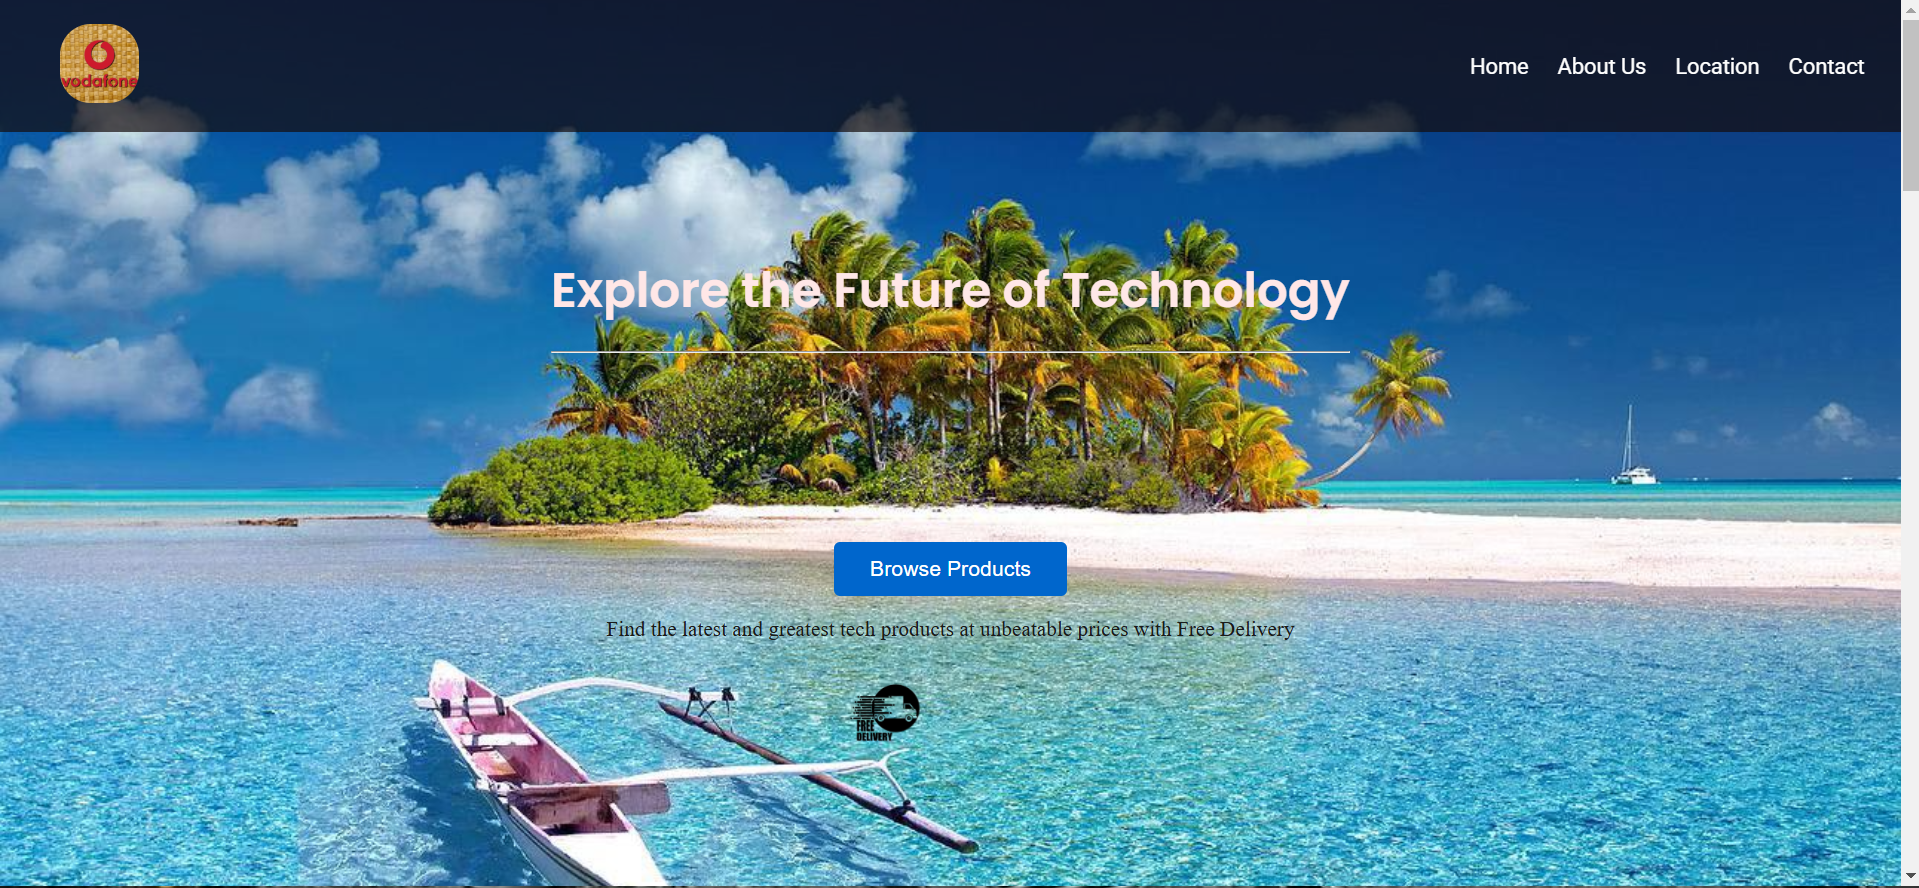 vodafone
Home About Us Location Contact
Explore the Future of Technology
Browse Products
Find the latest and greatest tech products at unbeatable prices with Free Delivery
FREE
DELIVERY